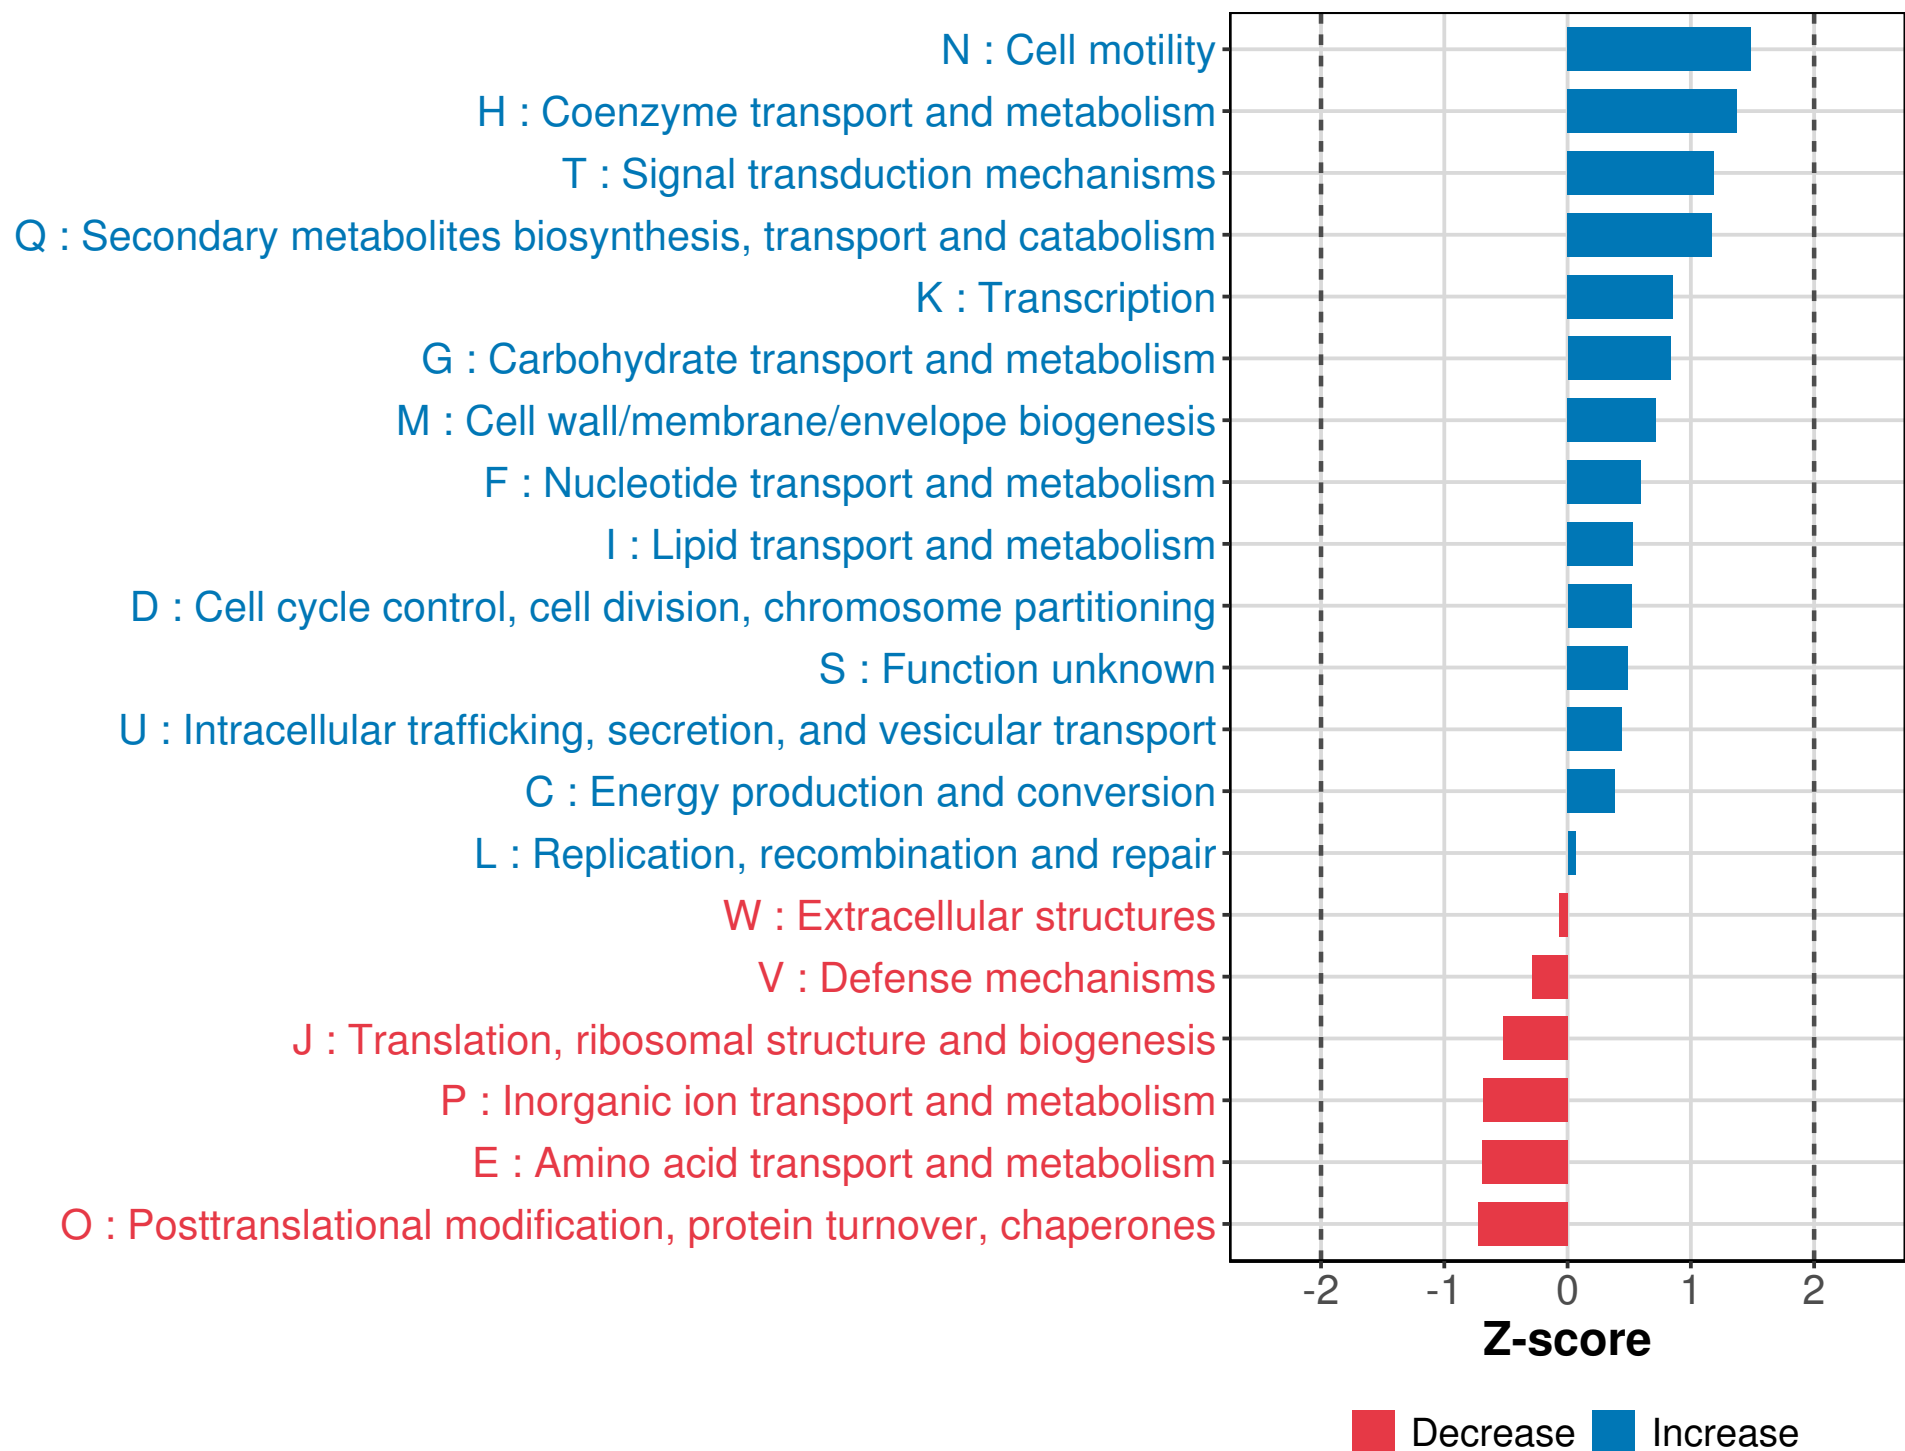 N : Cell motility
H : Coenzyme transport and metabolism
T : Signal transduction mechanisms
Q : Secondary metabolites biosynthesis, transport and catabolism
K : Transcription
G : Carbohydrate transport and metabolism
M : Cell wall/membrane/envelope biogenesis
F : Nucleotide transport and metabolism
I : Lipid transport and metabolism
D : Cell cycle control, cell division, chromosome partitioning
S : Function unknown
U : Intracellular trafficking, secretion, and vesicular transport
C : Energy production and conversion
L : Replication, recombination and repair
W : Extracellular structures
V : Defense mechanisms
J : Translation, ribosomal structure and biogenesis
P : Inorganic ion transport and metabolism
E : Amino acid transport and metabolism
O : Posttranslational modification, protein turnover, chaperones
-2 -1 0 1 2
Z-score
Decrease Increase